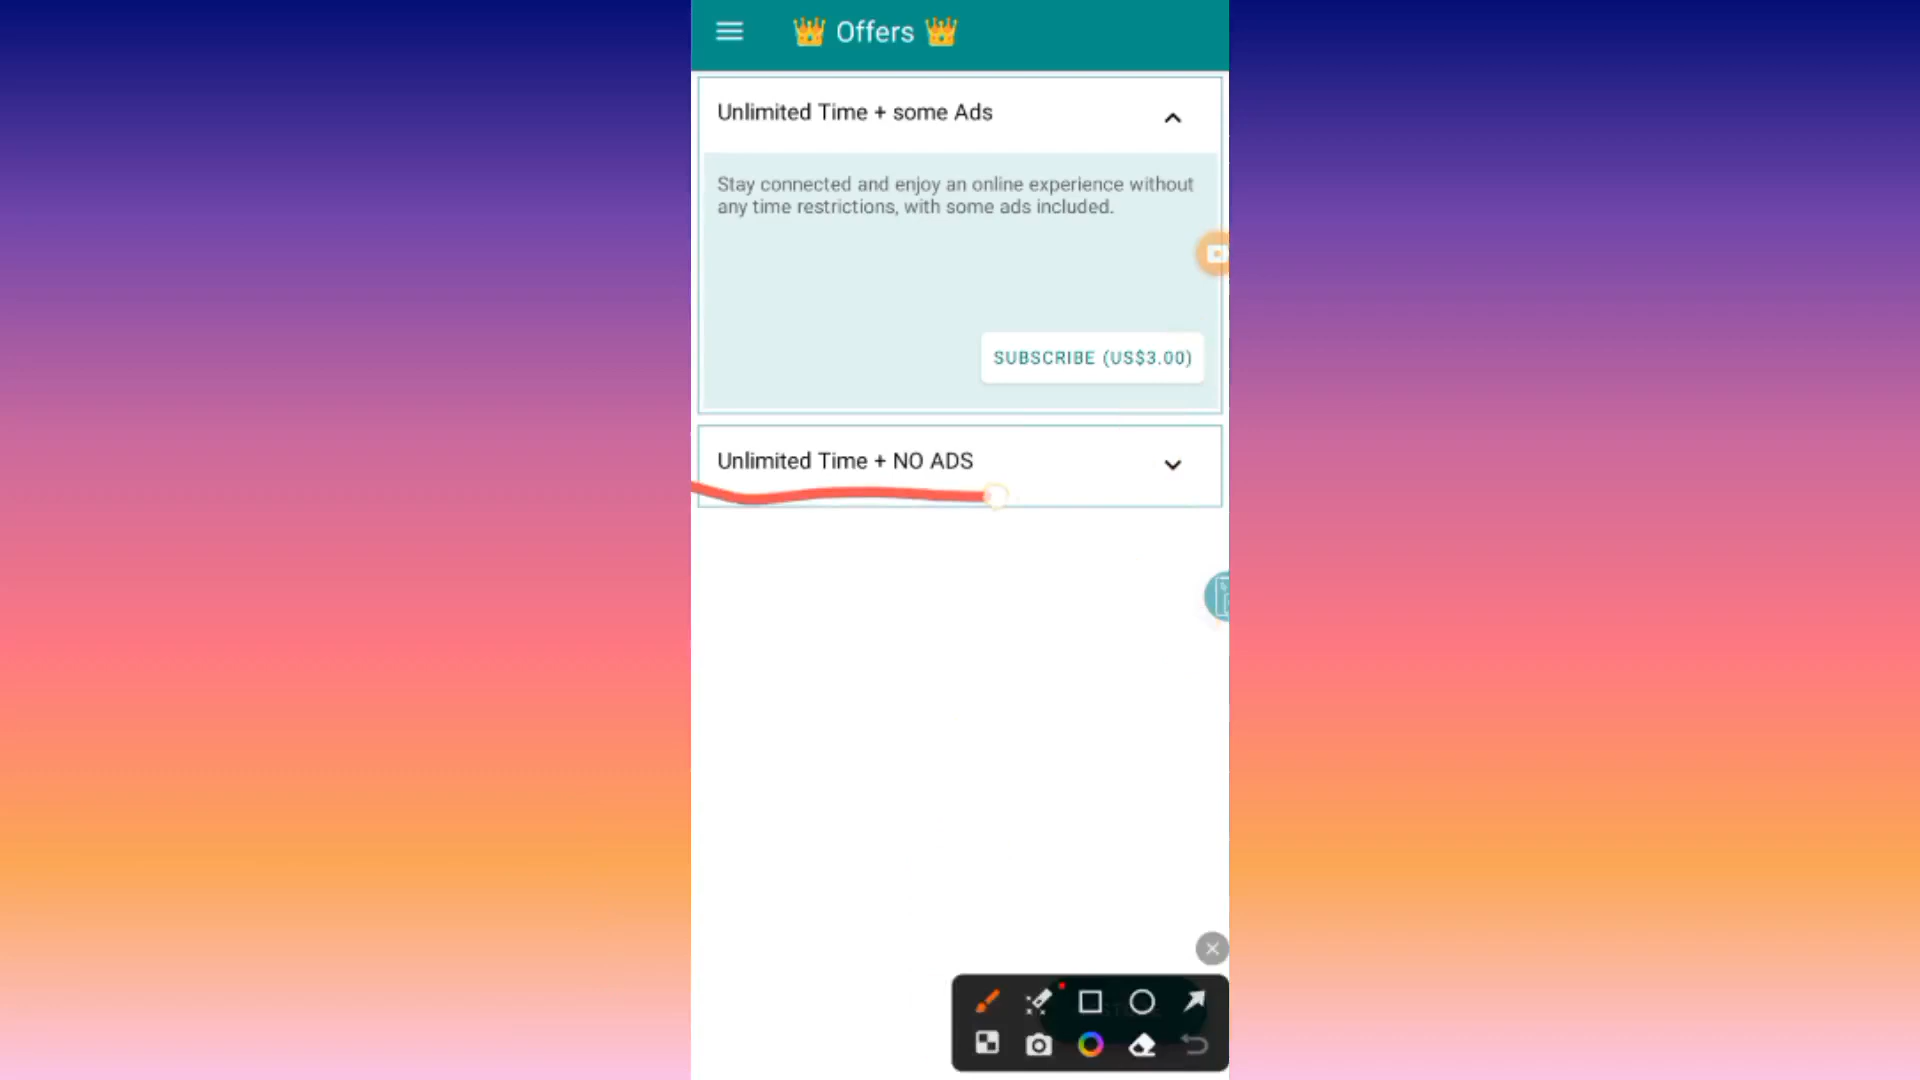 Offers
Unlimited Time + some Ads
Stay connected and enjoy an online experience without
any time restrictions, with some ads included.
SUBSCRIBE (US$3.00)
Unlimited Time + NO ADS